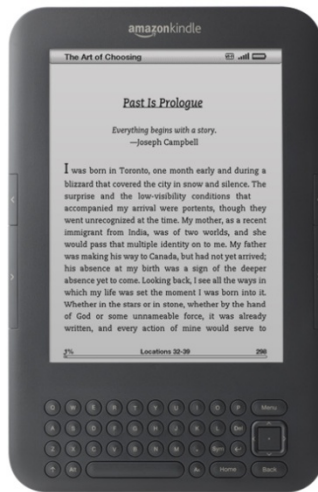 amazonkindle
The Art of Choosing
Past Is Prologue
Everything begins with a story.
—Joseph Campbell
I was born in Toronto, one month early and during a
blizzard that covered the city in snow and silence. The
surprise and the low-visibility conditions that
accompanied my arrival were portents, though they
went unrecognized at the time. My mother, as a recent
immigrant from India, was of two worlds, and she
would pass that multiple identity on to me. My father
was making his way to Canada, but had not yet arrived;
his absence at my birth was a sign of the deeper
absence yet to come. Looking back, I see all the ways in
which my life was set the moment I was born into it.
Whether in the stars or in stone, whether by the hand
of God or some unnameable force, it was already
written, and every action of mine would serve to
Locations 32-39 296
Q W E R T Y U I O P Menu
A S D F G H J K L Del
Z X C V B N M Sym
Alt Aa Home Back